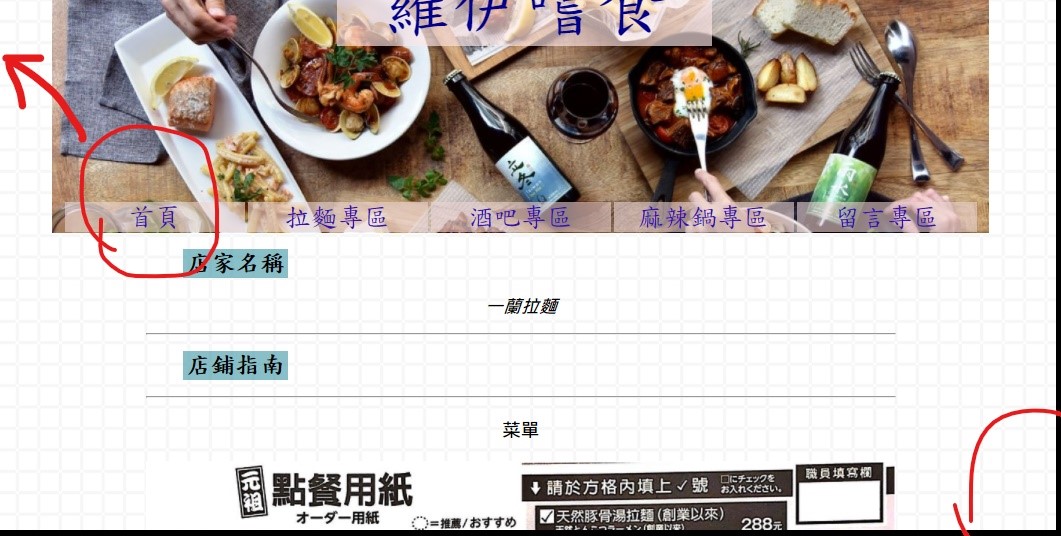 羅伊嚐食
首頁 拉麵專區 酒吧專區 麻辣鍋專區 留言專區
店家名稱
一蘭拉麵
店鋪指南
菜單
元祖 點餐用紙
オーダー用紙
=推薦/おすすめ
請於方格內填上✓號 □にチェックをお入れください。
職員填寫欄
天然豚骨湯拉麵(創業以來) 288元
立冬